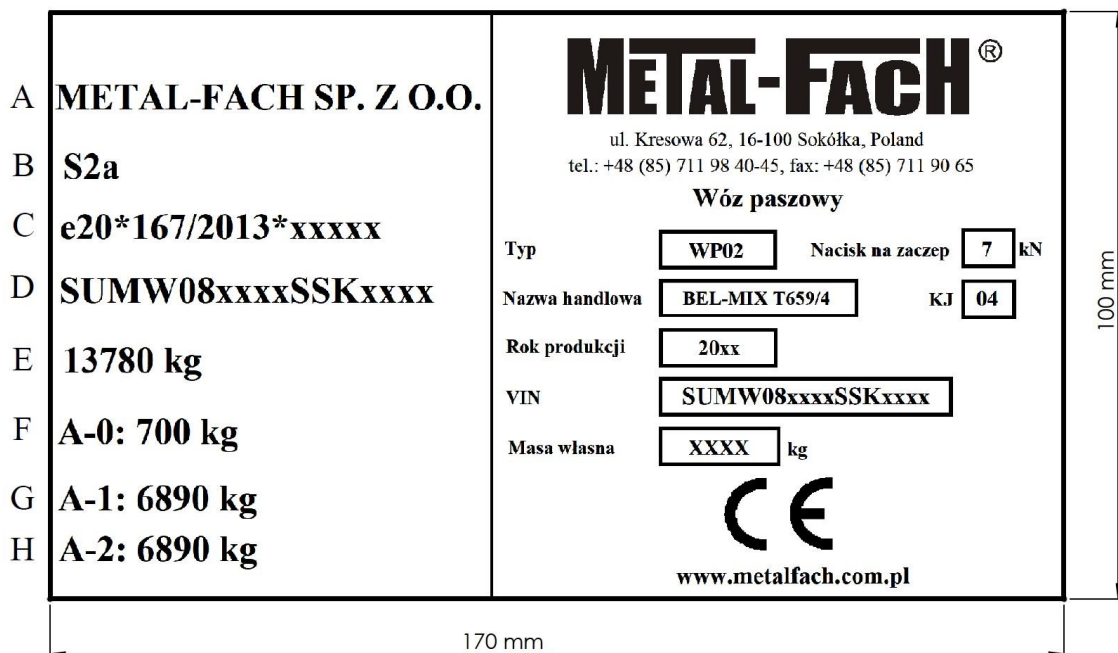 A METAL-FACH SP. Z O.O.
B S2a
C e20*167/2013*xxxxx
D SUMW08xxxxSSKxxxx
E 13780 kg
F A-0: 700 kg
G A-1: 6890 kg
H A-2: 6890 kg
METAL-FACH®
ul. Kresowa 62, 16-100 Sokółka, Poland
tel.: +48 (85) 711 98 40-45, fax: +48 (85) 711 90 65
Wóz paszowy
Typ WP02 Nacisk na zaczep 7 kN
Nazwa handlowa BEL-MIX T659/4 KJ 04
Rok produkcji 20xx
VIN SUMW08xxxxSSKxxxx
Masa własna XXXX kg
CE
www.metalfach.com.pl
100 mm
170 mm